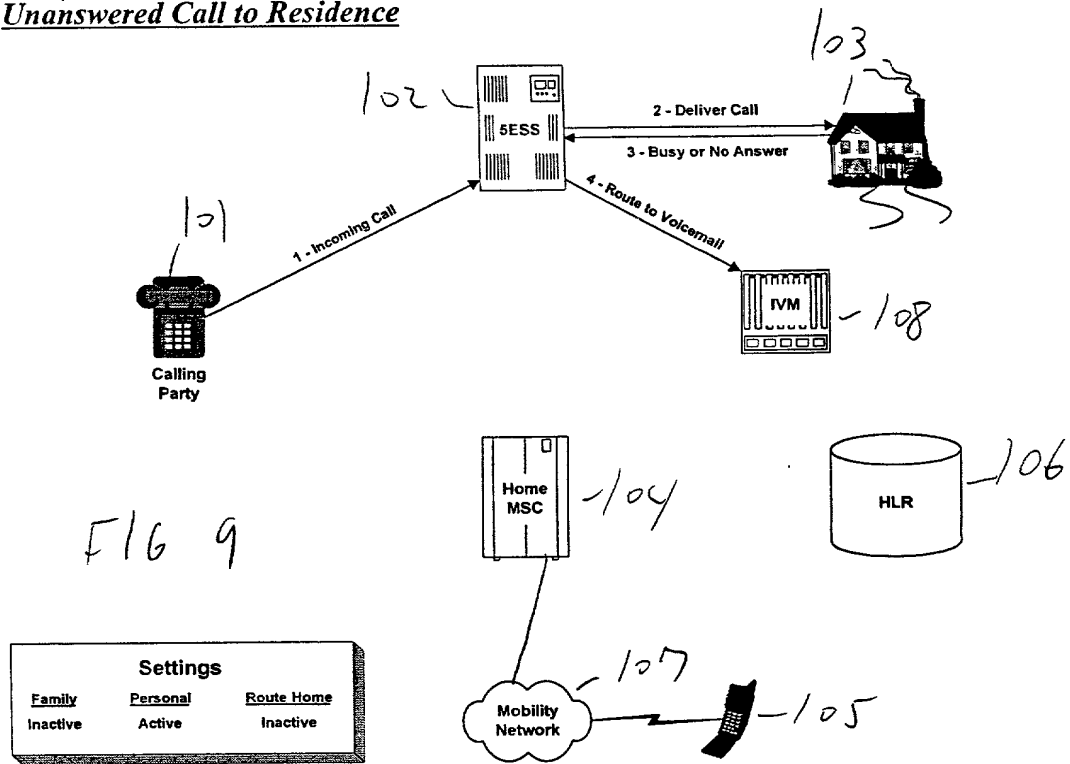 Unanswered Call to Residence
103
102
2 - Deliver Call
5ESS
3 - Busy or No Answer
4 - Route to Voicemail
101
1 - Incoming Call
IVM
108
Calling
Party
Home
MSC
104
HLR
106
FIG 9
Settings
Family Personal Route Home
Inactive Active Inactive
107
Mobility
Network
105